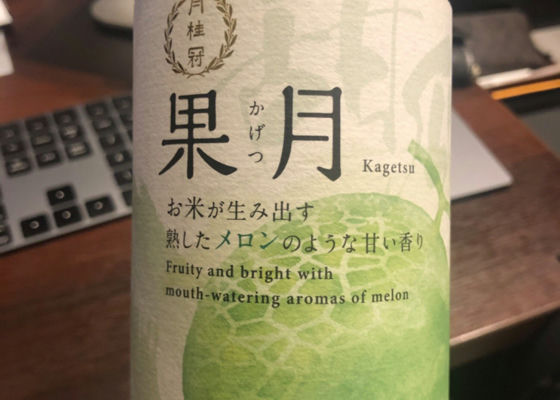 月桂冠
果月
かげつ
Kagetsu
お米が生み出す
熟したメロンのような甘い香り
Fruity and bright with
mouth-watering aromas of melon